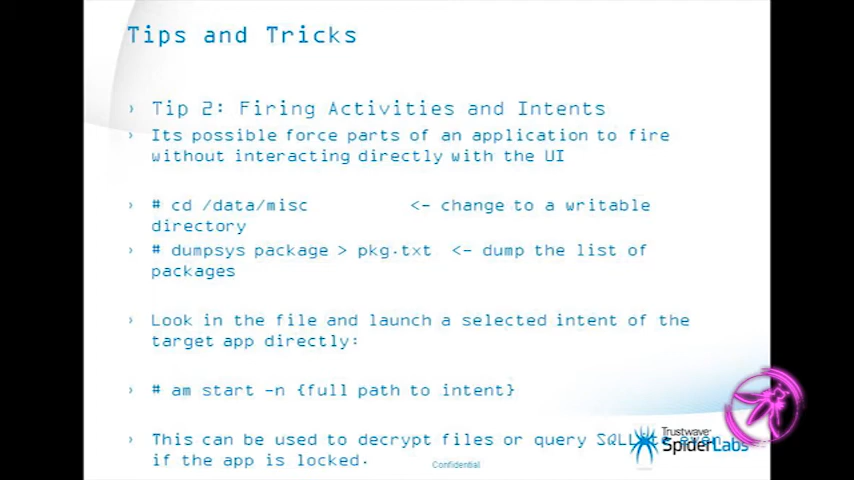 Tips and Tricks
› Tip 2: Firing Activities and Intents
› Its possible force parts of an application to fire
without interacting directly with the UI
› # cd /data/misc <- change to a writable
directory
› # dumpsys package > pkg.txt <- dump the list of
packages
› Look in the file and launch a selected intent of the
target app directly:
› # am start -n {full path to intent}
› This can be used to decrypt files or query SQLLite even
if the app is locked.
Confidential
Trustwave®
SpiderLabs